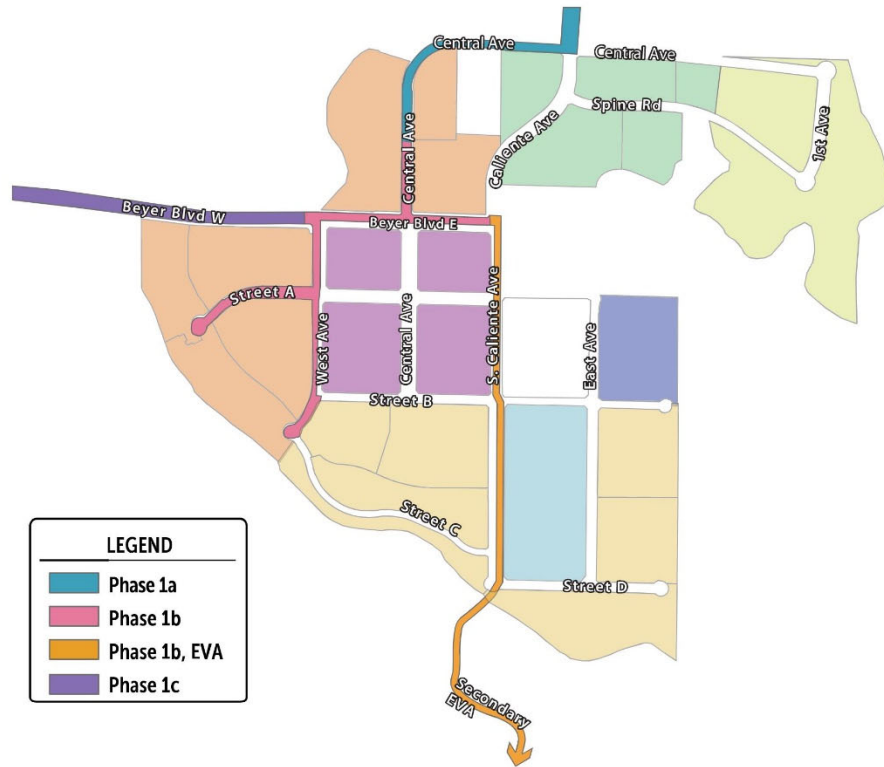 Central Ave
Central Ave
Spine Rd
Caliente Ave
1st Ave
Central Ave
Beyer Blvd W
Beyer Blvd E
Street A
West Ave
Central Ave
S. Caliente Ave
East Ave
Street B
Street C
Street D
Secondary
EVA
LEGEND
Phase 1a
Phase 1b
Phase 1b, EVA
Phase 1c